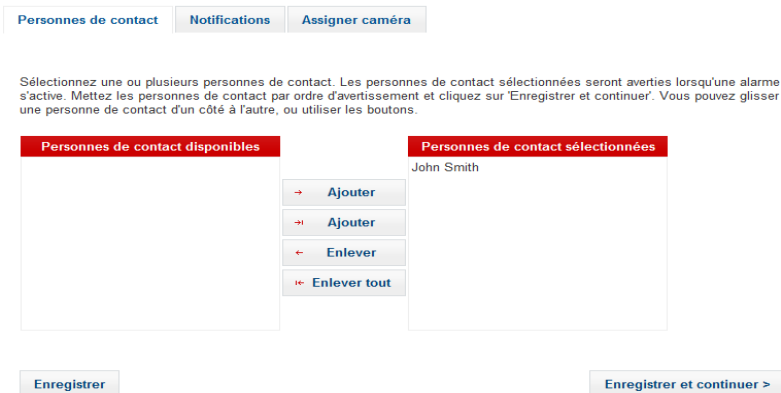 Personnes de contact
Notifications
Assigner caméra
Sélectionnez une ou plusieurs personnes de contact. Les personnes de contact sélectionnées seront averties lorsqu'une alarme
s'active. Mettez les personnes de contact par ordre d'avertissement et cliquez sur 'Enregistrer et continuer'. Vous pouvez glisser
une personne de contact d'un côté à l'autre, ou utiliser les boutons.
Personnes de contact disponibles
Personnes de contact sélectionnées
John Smith
Ajouter
Ajouter
Enlever
Enlever tout
Enregistrer
Enregistrer et continuer >